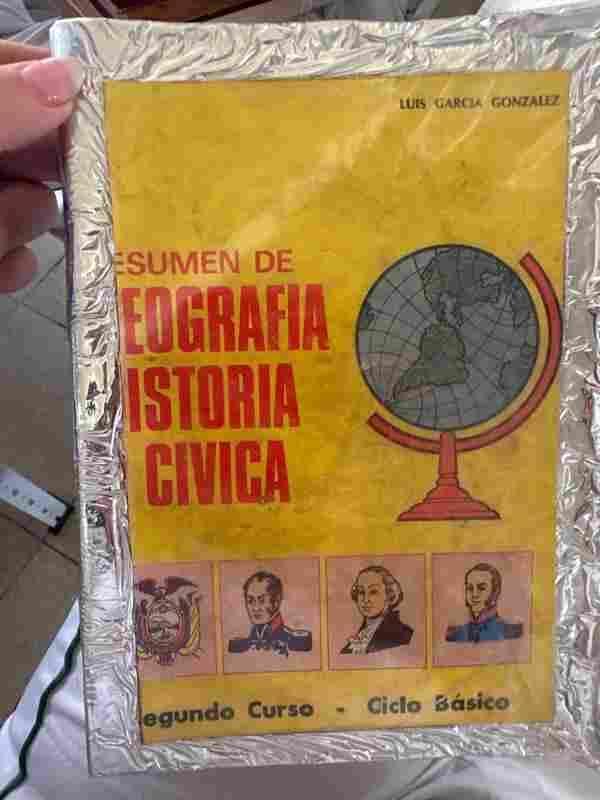 LUIS GARCIA GONZALEZ
ESUMEN DE
EOGRAFIA
ISTORIA
CIVICA
egundo Curso - Ciclo Básico